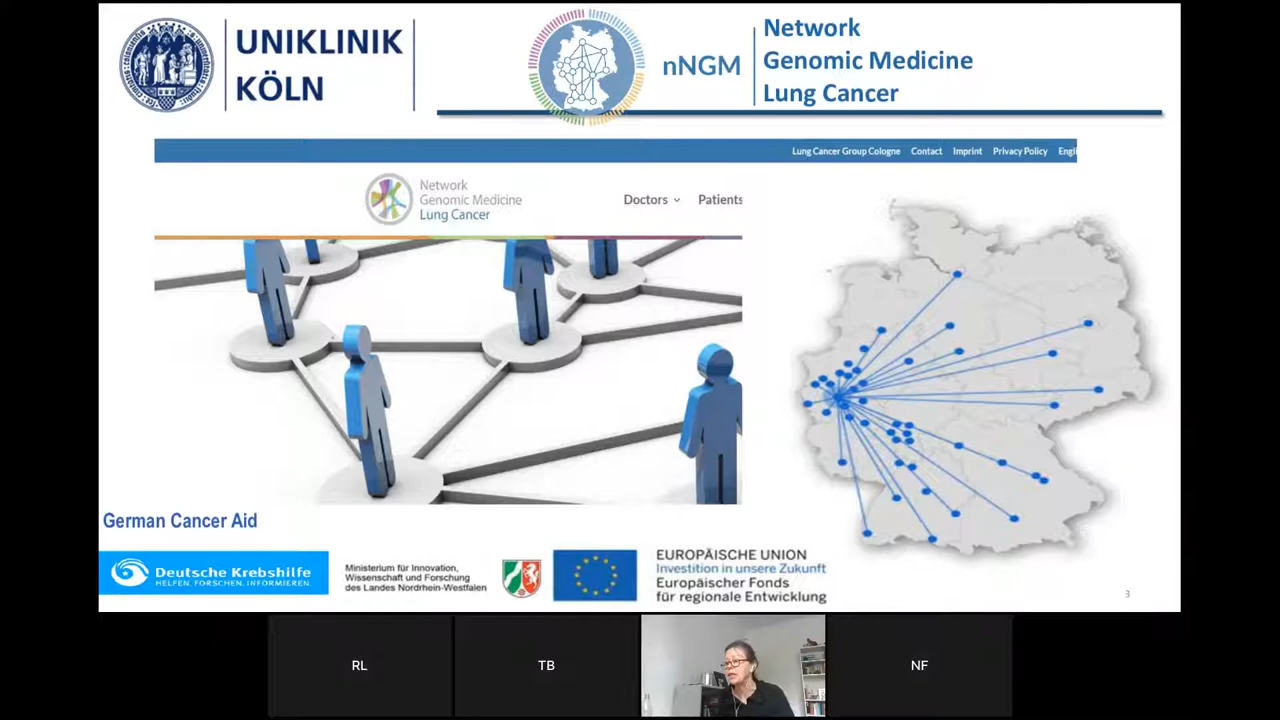 UNIKLINIK
KÖLN
nNGM
Network
Genomic Medicine
Lung Cancer
Lung Cancer Group Cologne Contact Imprint Privacy Policy Engli
Network
Genomic Medicine
Lung Cancer
Doctors Patients
German Cancer Aid
Deutsche Krebshilfe
HELFEN. FORSCHEN. INFORMIEREN.
Ministerium für Innovation,
Wissenschaft und Forschung
des Landes Nordrhein-Westfalen
EUROPÄISCHE UNION
Investition in unsere Zukunft
Europäischer Fonds
für regionale Entwicklung
3
RL
TB
NF